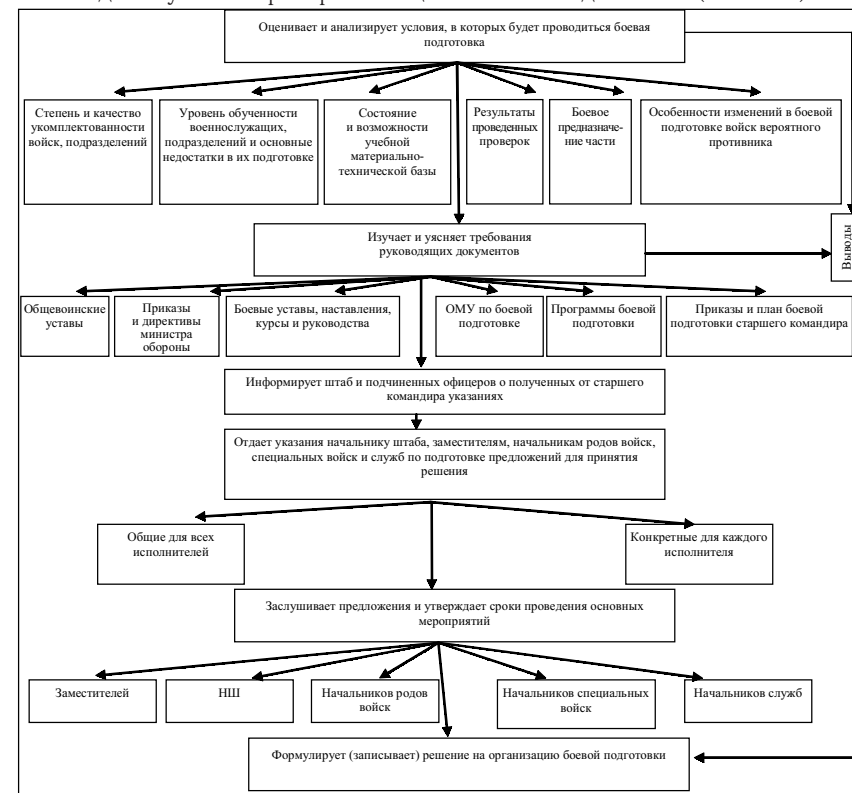 Оценивает и анализирует условия, в которых будет проводиться боевая
подготовка
Степень и качество
укомплектованности
войск, подразделений
Уровень обученности
военнослужащих,
подразделений и основные
недостатки в их подготовке
Состояние
и возможности
учебной
материально-
технической базы
Результаты
проведенных
проверок
Боевое
предназначе-
ние части
Особенности изменений в боевой
подготовке войск вероятного
противника
Выводы
Изучает и уясняет требования
руководящих документов
Общевоинские
уставы
Приказы
и директивы
министра
обороны
Боевые уставы, наставления,
курсы и руководства
ОМУ по боевой
подготовке
Программы боевой
подготовки
Приказы и план боевой
подготовки старшего командира
Информирует штаб и подчиненных офицеров о полученных от старшего
командира указаниях
Отдает указания начальнику штаба, заместителям, начальникам родов войск,
специальных войск и служб по подготовке предложений для принятия
решения
Общие для всех
исполнителей
Конкретные для каждого
исполнителя
Заслушивает предложения и утверждает сроки проведения основных
мероприятий
Заместителей
НШ
Начальников родов
войск
Начальников специальных
войск
Начальников служб
Формулирует (записывает) решение на организацию боевой подготовки